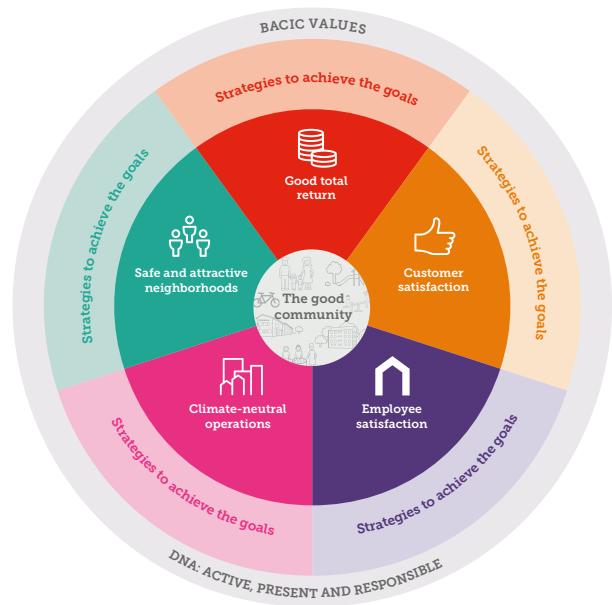 BACIC VALUES
Strategies to achieve the goals
Good total
return
Strategies to achieve the goals
Customer
satisfaction
Strategies to achieve the goals
Employee
satisfaction
Strategies to achieve the goals
Climate-neutral
operations
Strategies to achieve the goals
Safe and attractive
neighborhoods
The good
community
DNA: ACTIVE, PRESENT AND RESPONSIBLE